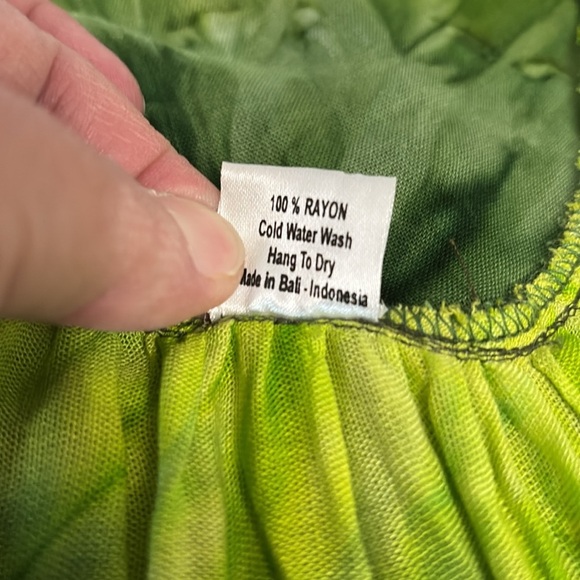 100 % RAYON
Cold Water Wash
Hang To Dry
Made in Bali - Indonesia